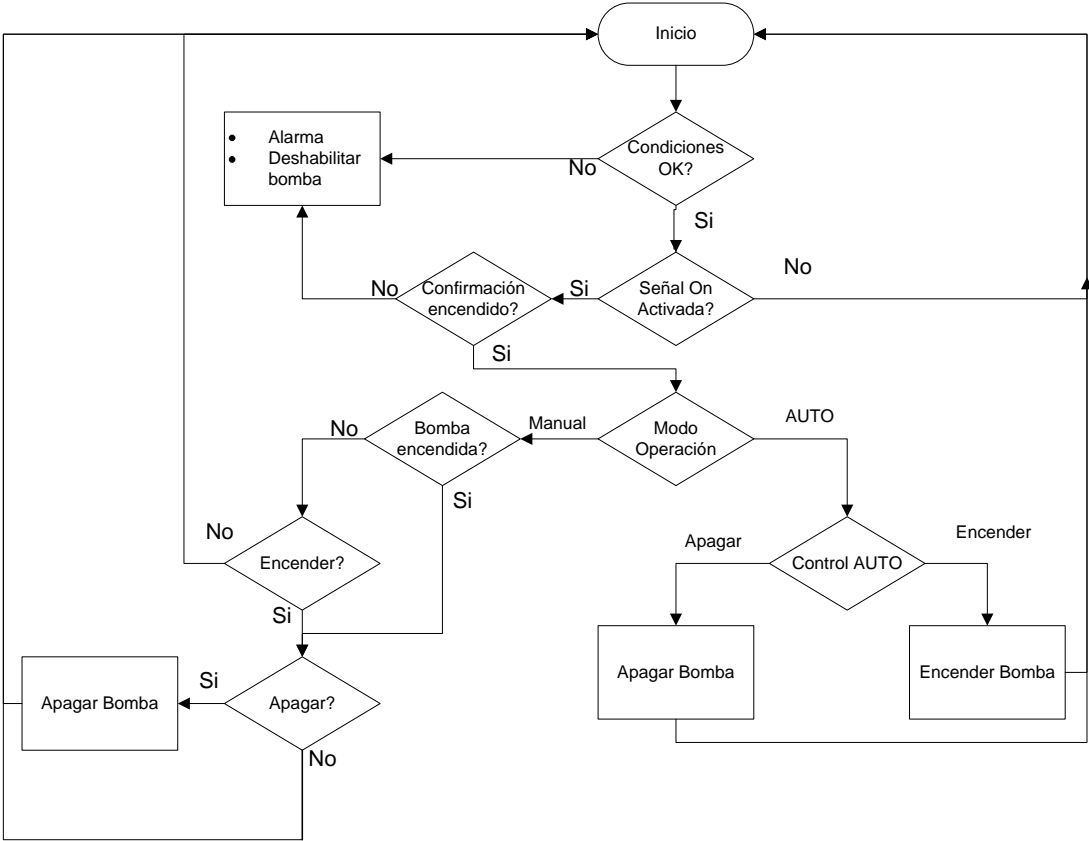 Inicio
• Alarma
• Deshabilitar
bomba
Condiciones
OK?
No
Si
No
Confirmación
encendido?
No
Si
Señal On
Activada?
Si
Bomba
encendida?
No
Manual
Modo
Operación
AUTO
Si
No
Encender?
Apagar
Control AUTO
Encender
Si
Apagar Bomba
Si
Apagar?
Apagar Bomba
Encender Bomba
No